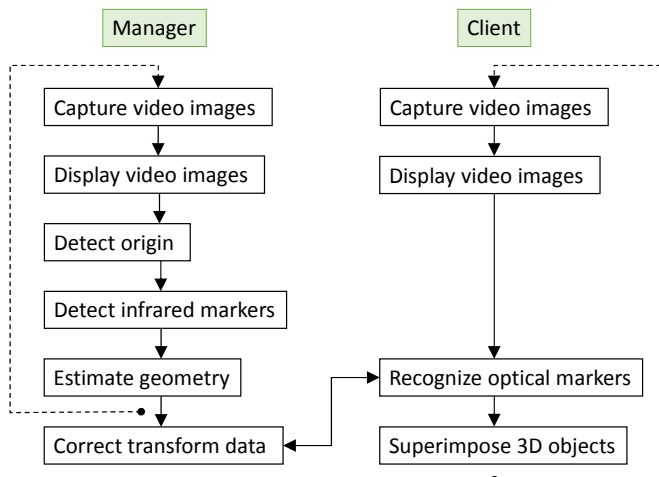 Manager
Client
Capture video images
Capture video images
Display video images
Display video images
Detect origin
Detect infrared markers
Estimate geometry
Recognize optical markers
Correct transform data
Superimpose 3D objects